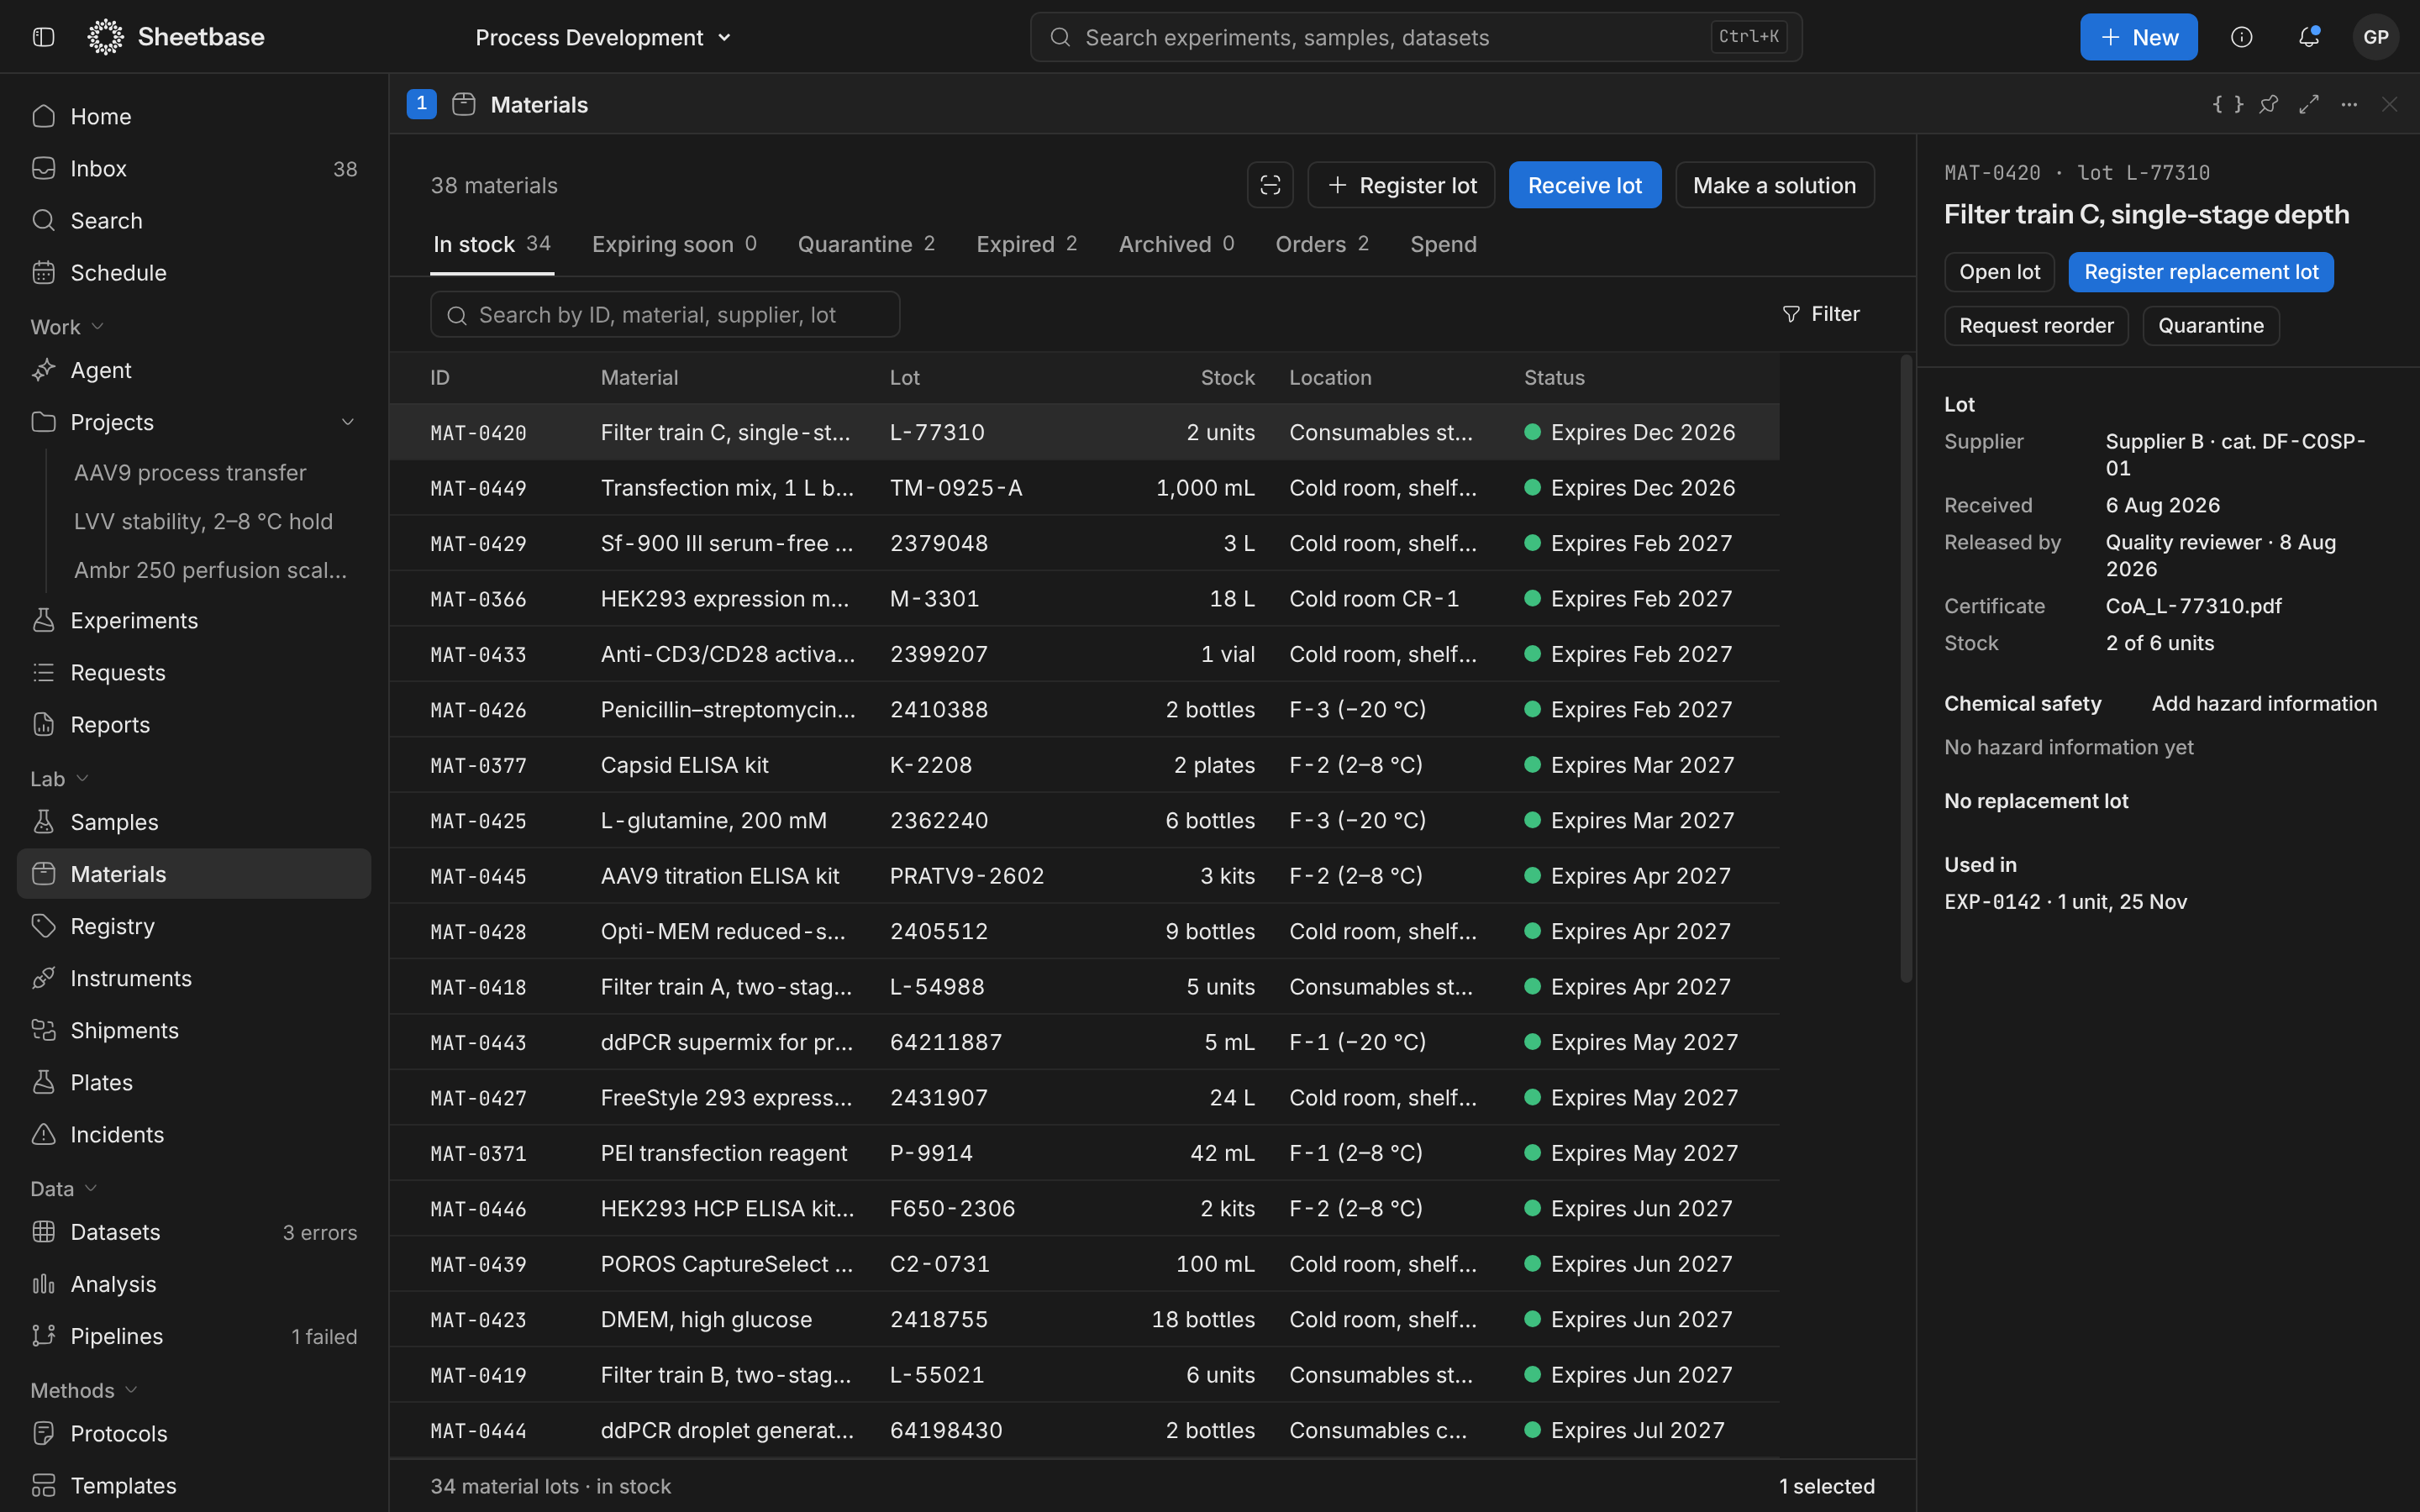 Sheetbase
Process Development
Search experiments, samples, datasets
Ctrl+K
New
GP
Home
Inbox 38
Search
Schedule
Work
Agent
Projects
AAV9 process transfer
LVV stability, 2–8 °C hold
Ambr 250 perfusion scal...
Experiments
Requests
Reports
Lab
Samples
Materials
Registry
Instruments
Shipments
Plates
Incidents
Data
Datasets 3 errors
Analysis
Pipelines 1 failed
Methods
Protocols
Templates
1 Materials
38 materials
Register lot
Receive lot
Make a solution
In stock 34 Expiring soon 0 Quarantine 2 Expired 2 Archived 0 Orders 2 Spend
Search by ID, material, supplier, lot
Filter
ID Material Lot Stock Location Status
MAT-0420 Filter train C, single-st... L-77310 2 units Consumables st... Expires Dec 2026
MAT-0449 Transfection mix, 1 L b... TM-0925-A 1,000 mL Cold room, shelf... Expires Dec 2026
MAT-0429 Sf-900 III serum-free ... 2379048 3 L Cold room, shelf... Expires Feb 2027
MAT-0366 HEK293 expression m... M-3301 18 L Cold room CR-1 Expires Feb 2027
MAT-0433 Anti-CD3/CD28 activa... 2399207 1 vial Cold room, shelf... Expires Feb 2027
MAT-0426 Penicillin–streptomycin... 2410388 2 bottles F-3 (−20 °C) Expires Feb 2027
MAT-0377 Capsid ELISA kit K-2208 2 plates F-2 (2–8 °C) Expires Mar 2027
MAT-0425 L-glutamine, 200 mM 2362240 6 bottles F-3 (−20 °C) Expires Mar 2027
MAT-0445 AAV9 titration ELISA kit PRATV9-2602 3 kits F-2 (2–8 °C) Expires Apr 2027
MAT-0428 Opti-MEM reduced-s... 2405512 9 bottles Cold room, shelf... Expires Apr 2027
MAT-0418 Filter train A, two-stag... L-54988 5 units Consumables st... Expires Apr 2027
MAT-0443 ddPCR supermix for pr... 64211887 5 mL F-1 (−20 °C) Expires May 2027
MAT-0427 FreeStyle 293 express... 2431907 24 L Cold room, shelf... Expires May 2027
MAT-0371 PEI transfection reagent P-9914 42 mL F-1 (2–8 °C) Expires May 2027
MAT-0446 HEK293 HCP ELISA kit... F650-2306 2 kits F-2 (2–8 °C) Expires Jun 2027
MAT-0439 POROS CaptureSelect ... C2-0731 100 mL Cold room, shelf... Expires Jun 2027
MAT-0423 DMEM, high glucose 2418755 18 bottles Cold room, shelf... Expires Jun 2027
MAT-0419 Filter train B, two-stag... L-55021 6 units Consumables st... Expires Jun 2027
MAT-0444 ddPCR droplet generat... 64198430 2 bottles Consumables c... Expires Jul 2027
34 material lots · in stock
1 selected
MAT-0420 · lot L-77310
Filter train C, single-stage depth
Open lot
Register replacement lot
Request reorder
Quarantine
Lot
Supplier Supplier B · cat. DF-C0SP-
01
Received 6 Aug 2026
Released by Quality reviewer · 8 Aug
2026
Certificate CoA_L-77310.pdf
Stock 2 of 6 units
Chemical safety Add hazard information
No hazard information yet
No replacement lot
Used in
EXP-0142 · 1 unit, 25 Nov